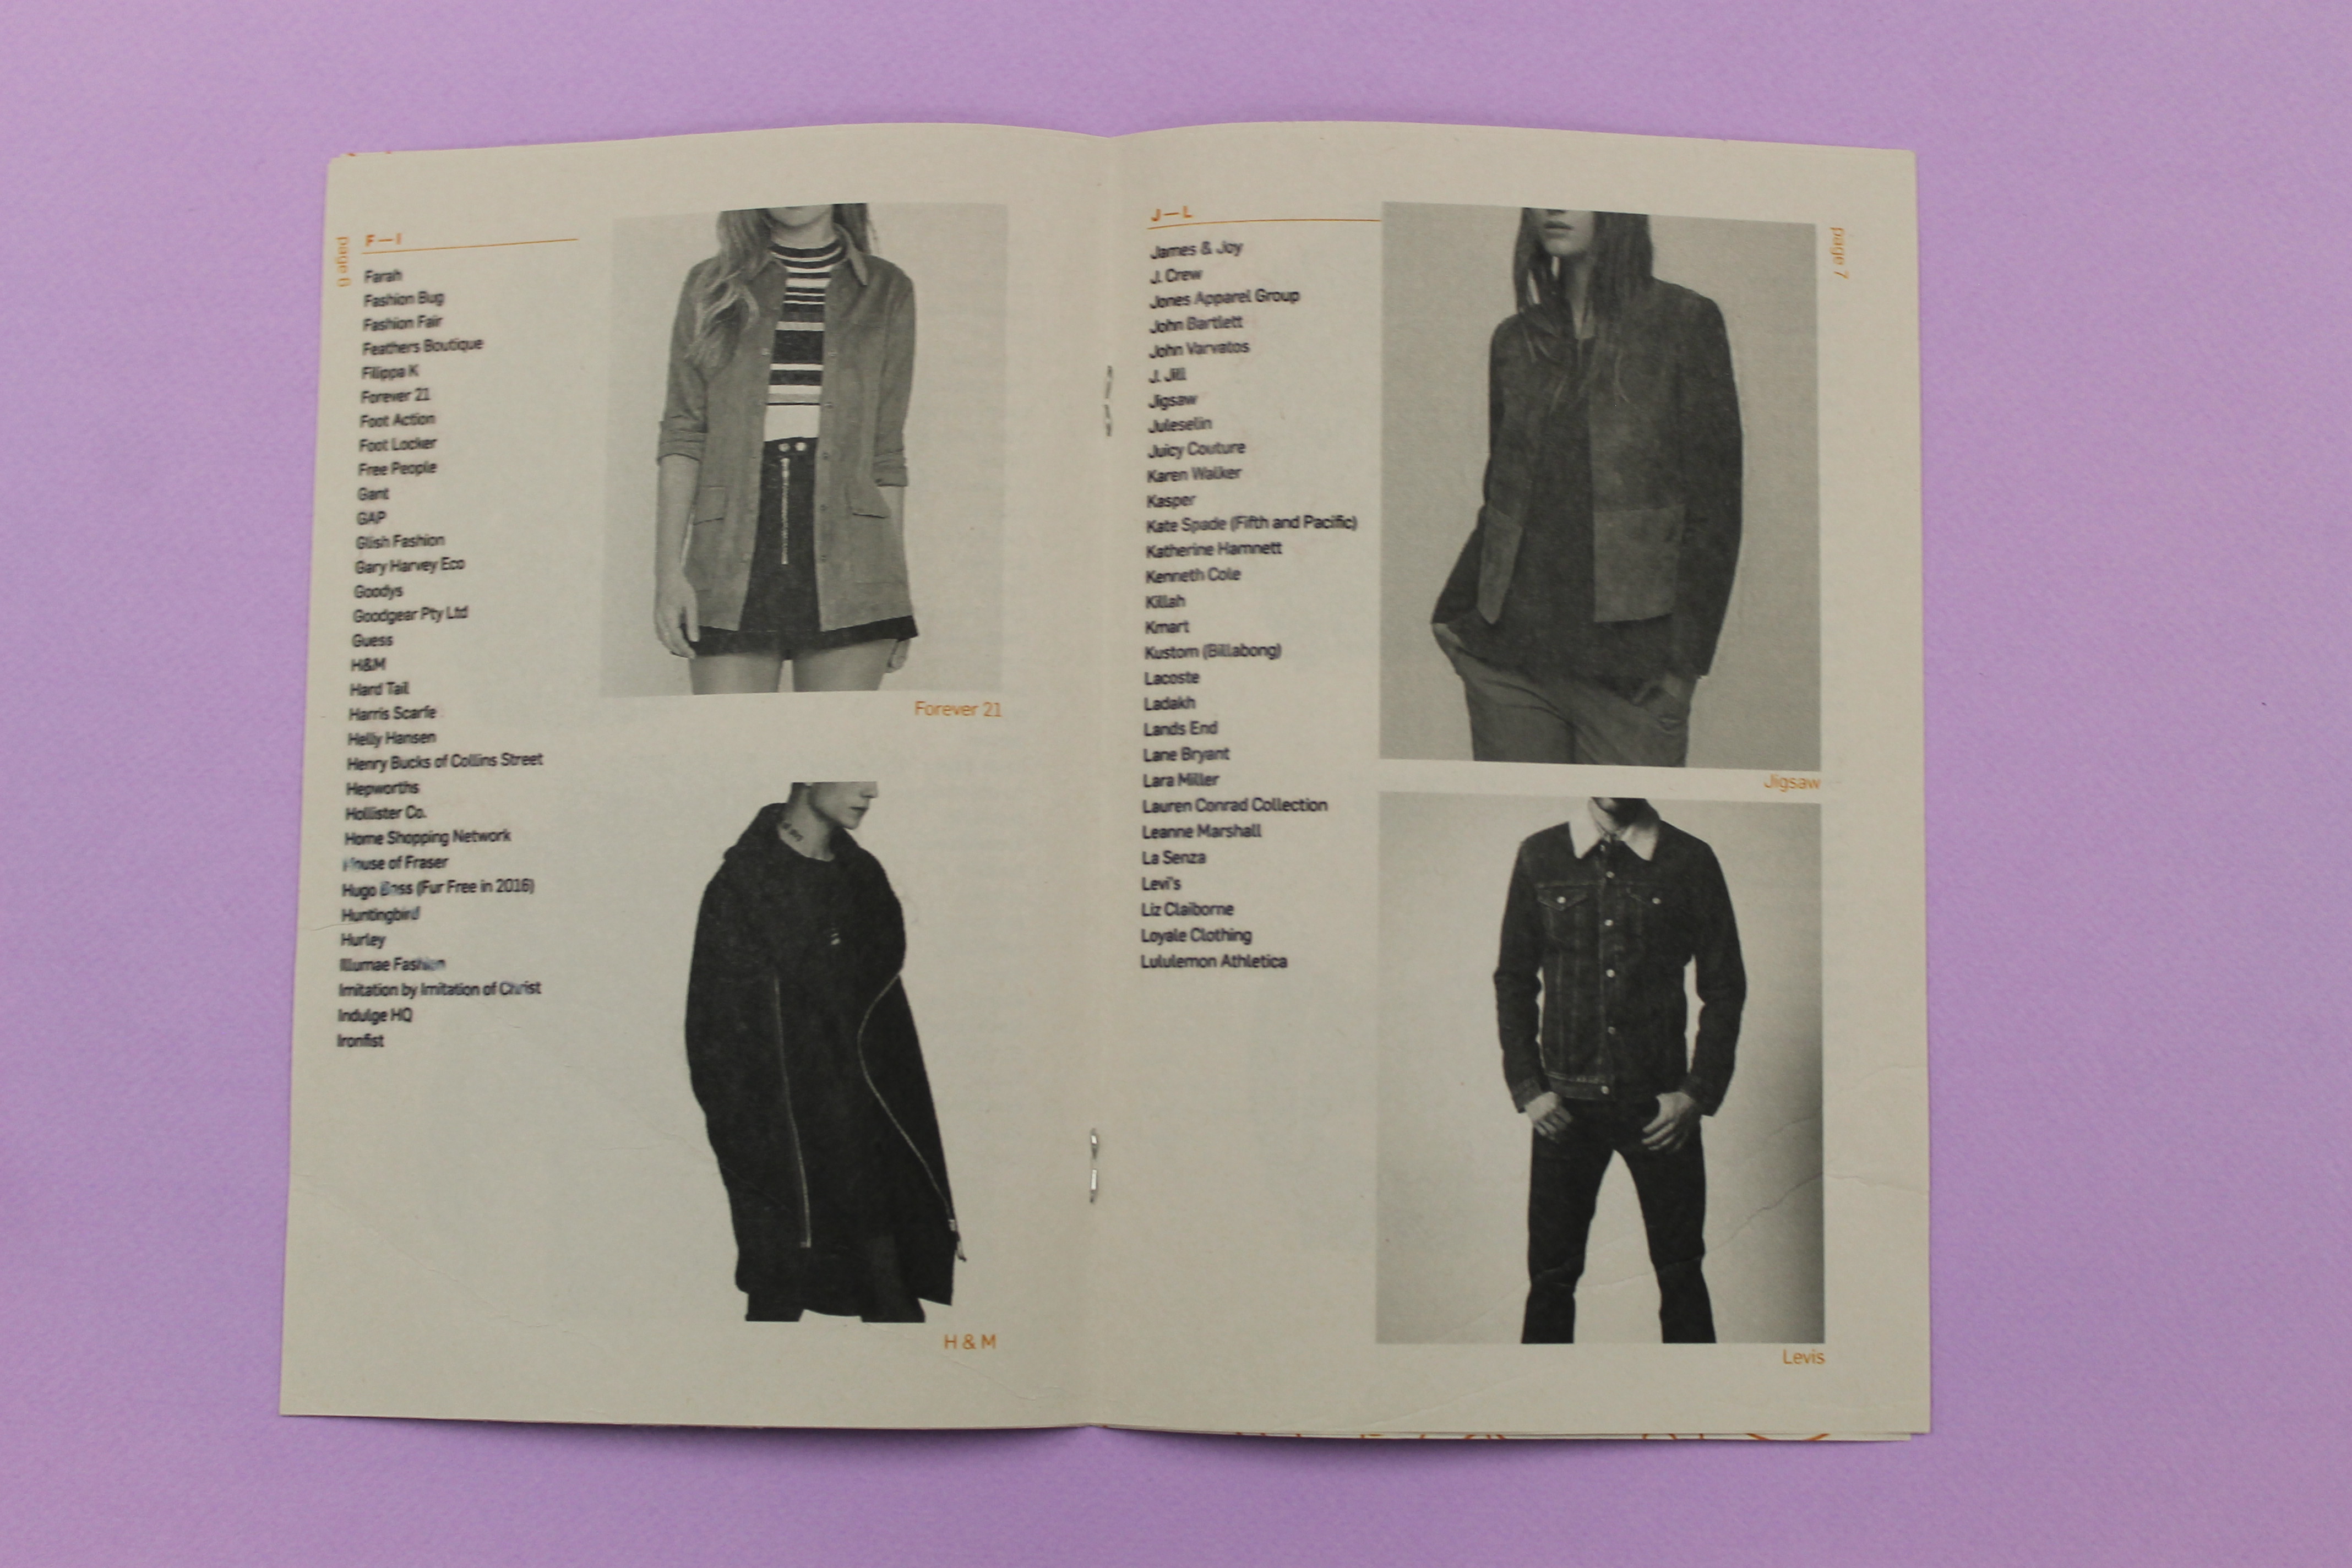 page 6
F—I
Farah
Fashion Bug
Fashion Fair
Feathers Boutique
Filippa K
Forever 21
Foot Action
Foot Locker
Free People
Gant
GAP
Glish Fashion
Gary Harvey Eco
Goodys
Goodgear Pty Ltd
Guess
H&M
Hard Tail
Harris Scarfe
Helly Hansen
Henry Bucks of Collins Street
Hepworths
Hollister Co.
Home Shopping Network
House of Fraser
Hugo Boss (Fur Free in 2016)
Huntingbird
Hurley
Illumae Fashion
Imitation by Imitation of Christ
Indulge HQ
Ironfist
Forever 21
H & M
J—L
James & Joy
J. Crew
Jones Apparel Group
John Bartlett
John Varvatos
J. Jill
Jigsaw
Juleselin
Juicy Couture
Karen Walker
Kasper
Kate Spade (Fifth and Pacific)
Katherine Hamnett
Kenneth Cole
Killah
Kmart
Kustom (Billabong)
Lacoste
Ladakh
Lands End
Lane Bryant
Lara Miller
Lauren Conrad Collection
Leanne Marshall
La Senza
Levi's
Liz Claiborne
Loyale Clothing
Lululemon Athletica
page 7
Jigsaw
Levis